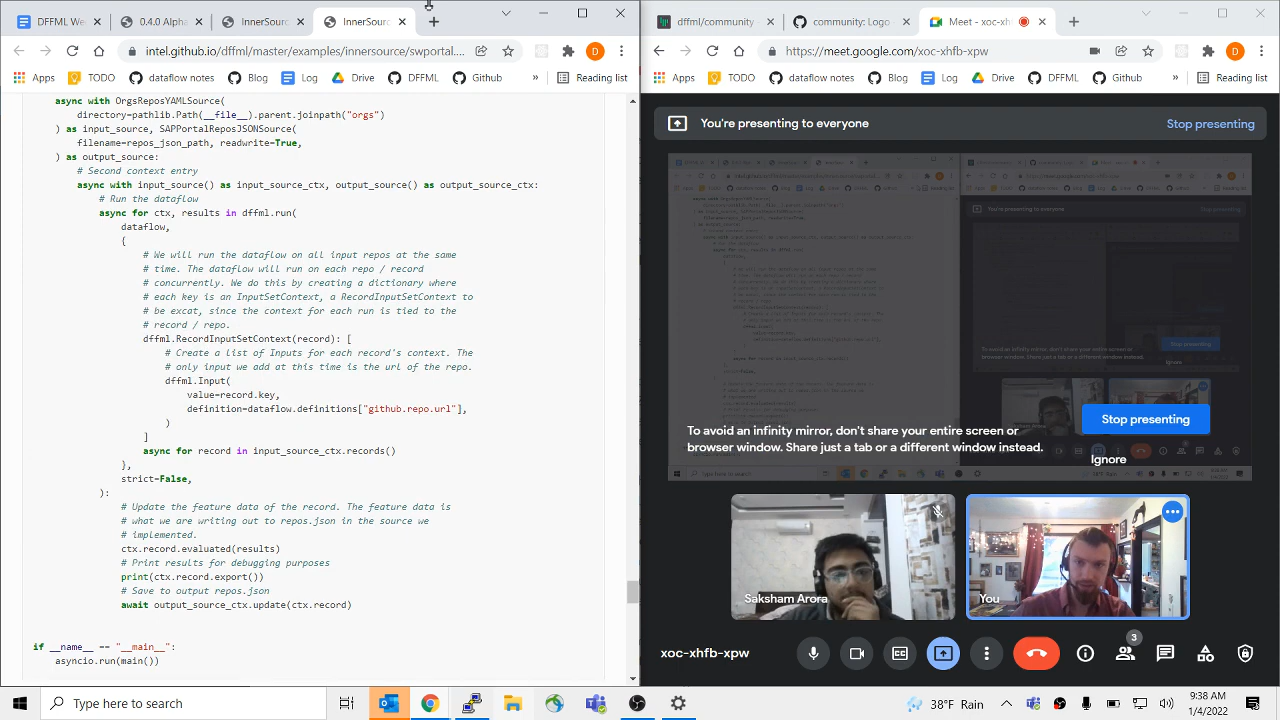 DFFML We
0.4.0 Alpha
InnerSourc
InnerSourc
intel.github.io/dffml/master/examples/innersource/swportal...
Apps
TODO
dataflow notes
Blog
Log
Drive
DFFML
Github
»
Reading list
async with OrgsReposYAMLSource(
directory=pathlib.Path(__file__).parent.joinpath("orgs")
) as input_source, SAPPortalReposJSONSource(
filename=repos_json_path, readwrite=True,
) as output_source:
# Second context entry
async with input_source() as input_source_ctx, output_source() as output_source_ctx:
# Run the dataflow
async for ctx, results in dffml.run(
dataflow,
{
# We will run the dataflow on all input repos at the same
# time. The dataflow will run on each repo / record
# concurrently. We do this by creating a dictionary where
# each key is an InputSetContext, a RecordInputSetContext to
# be excat, since the context for each run is tied to the
# record / repo.
dffml.RecordInputSetContext(record): [
# Create a list of Inputs for each record's context. The
# only input we add at this time is the url of the repo.
dffml.Input(
value=record.key,
definition=dataflow.definitions["github.repo.url"],
)
]
async for record in input_source_ctx.records()
},
strict=False,
):
# Update the feature data of the record. The feature data is
# what we are writing out to repos.json in the source we
# implemented.
ctx.record.evaluated(results)
# Print results for debugging purposes
print(ctx.record.export())
# Save to output repos.json
await output_source_ctx.update(ctx.record)
if __name__ == "__main__":
asyncio.run(main())
dffml/community
community: Log
Meet - xoc-xh
https://meet.google.com/xoc-xhfb-xpw
Apps
TODO
dataflow notes
Blog
Log
Drive
DFFML
Github
»
Reading list
You're presenting to everyone
Stop presenting
To avoid an infinity mirror, don't share your entire screen or
browser window. Share just a tab or a different window instead.
Stop presenting
Ignore
Saksham Arora
You
xoc-xhfb-xpw
3
Type here to search
38°F Rain
9:38 AM
1/4/2022